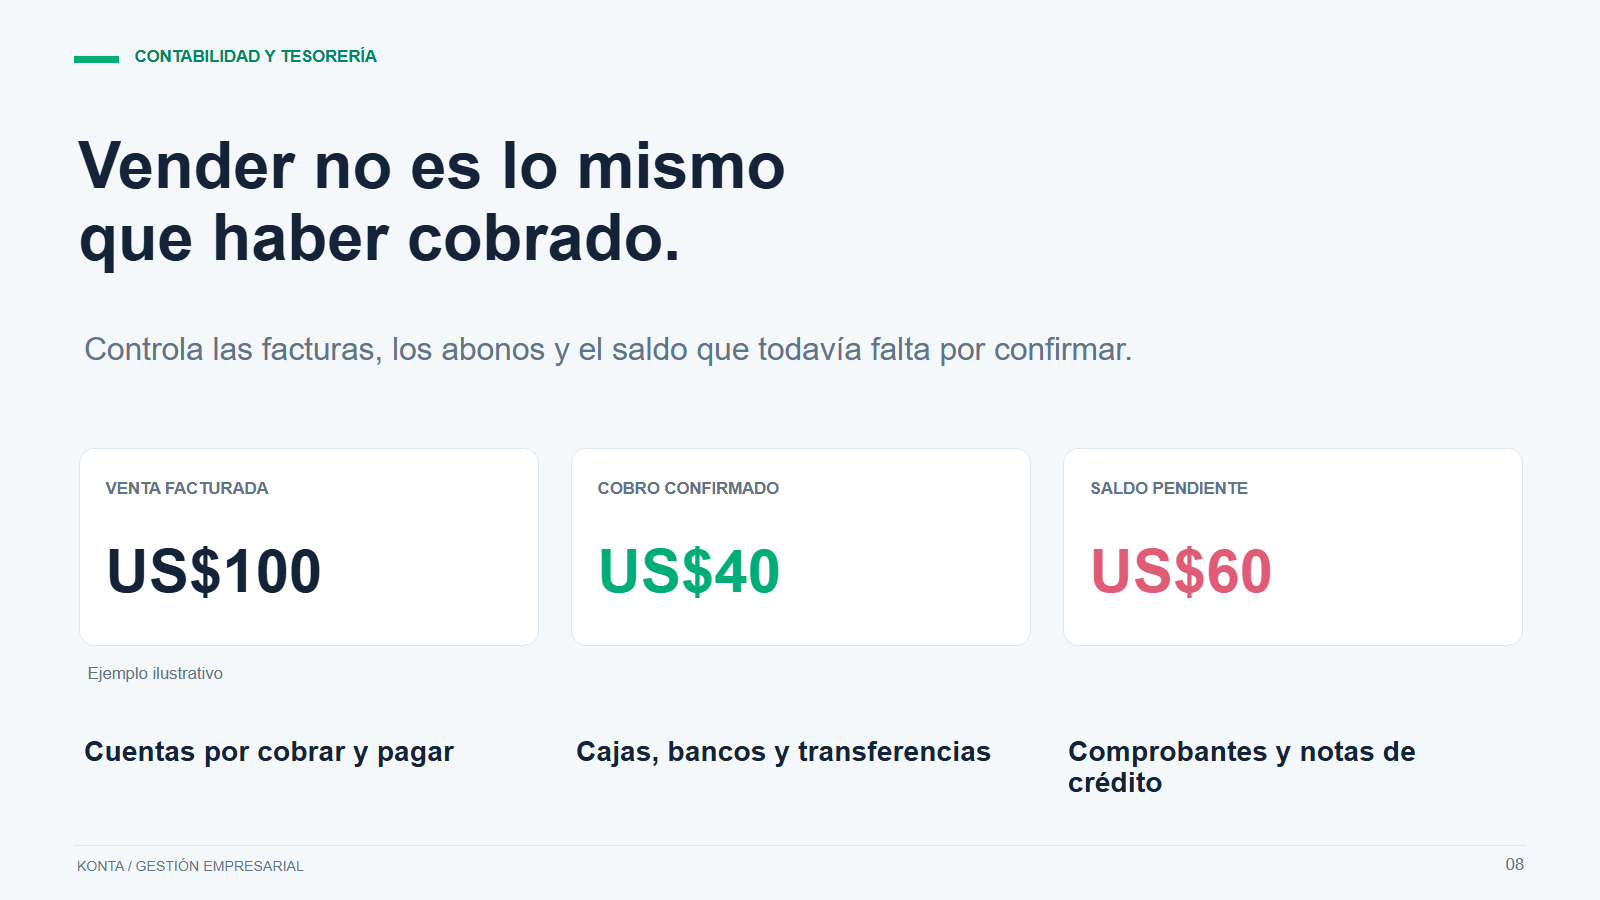 CONTABILIDAD Y TESORERÍA
Vender no es lo mismo
que haber cobrado.
Controla las facturas, los abonos y el saldo que todavía falta por confirmar.
VENTA FACTURADA
US$100
COBRO CONFIRMADO
US$40
SALDO PENDIENTE
US$60
Ejemplo ilustrativo
Cuentas por cobrar y pagar
Cajas, bancos y transferencias
Comprobantes y notas de
crédito
KONTA / GESTIÓN EMPRESARIAL
08